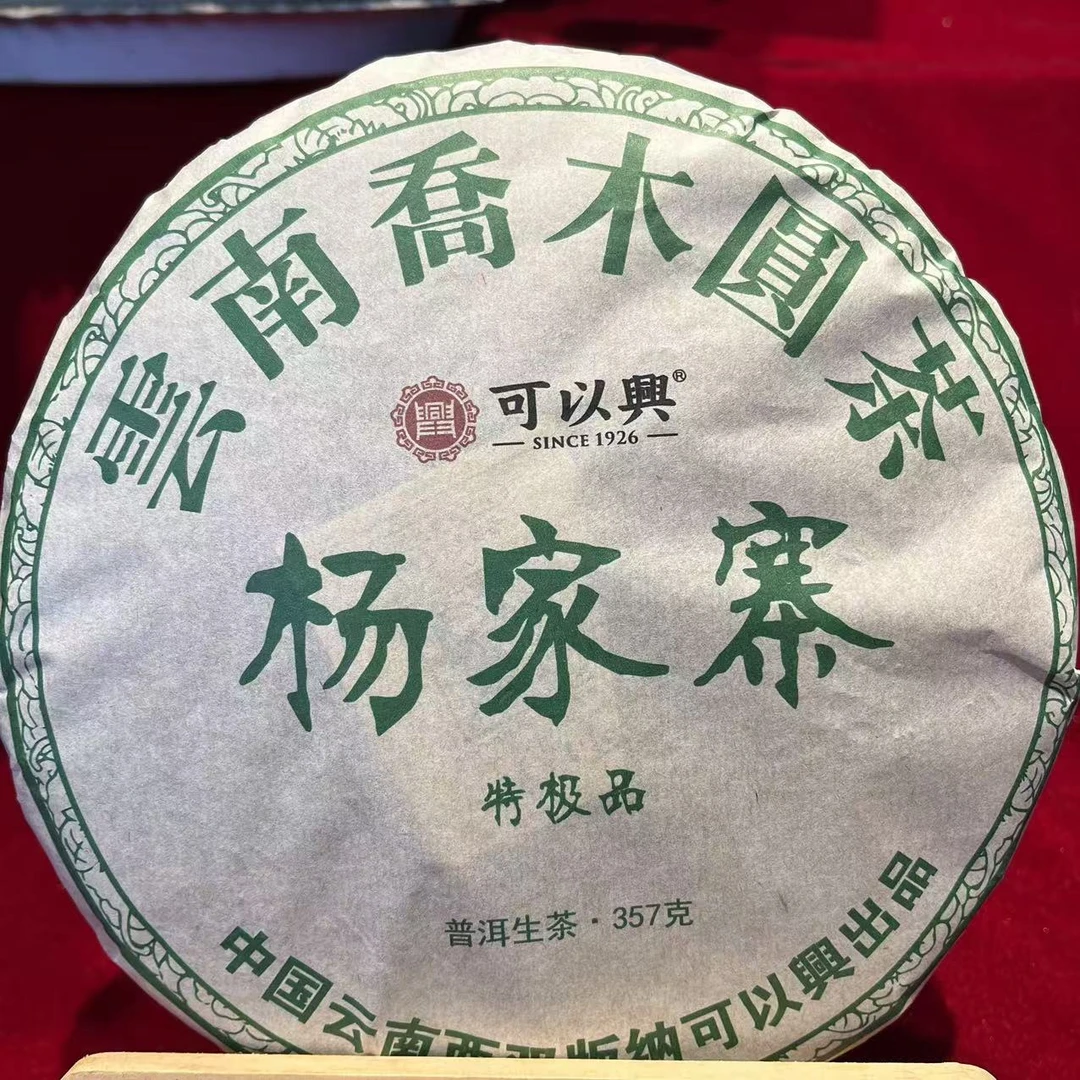 雲南喬木圓茶
興
可以興®
SINCE 1926
杨家寨
特极品
普洱生茶·357克
中国云南西双版纳可以興出品